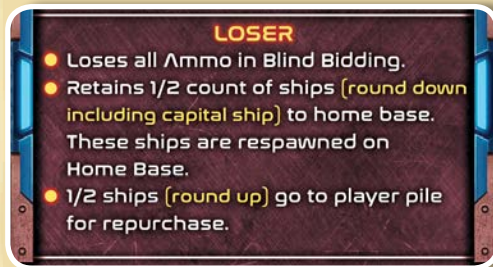 LOSER
Loses all Ammo in Blind Bidding.
Retains 1/2 count of ships (round down
including capital ship) to home base.
These ships are respawned on
Home Base.
1/2 ships (round up) go to player pile
for repurchase.